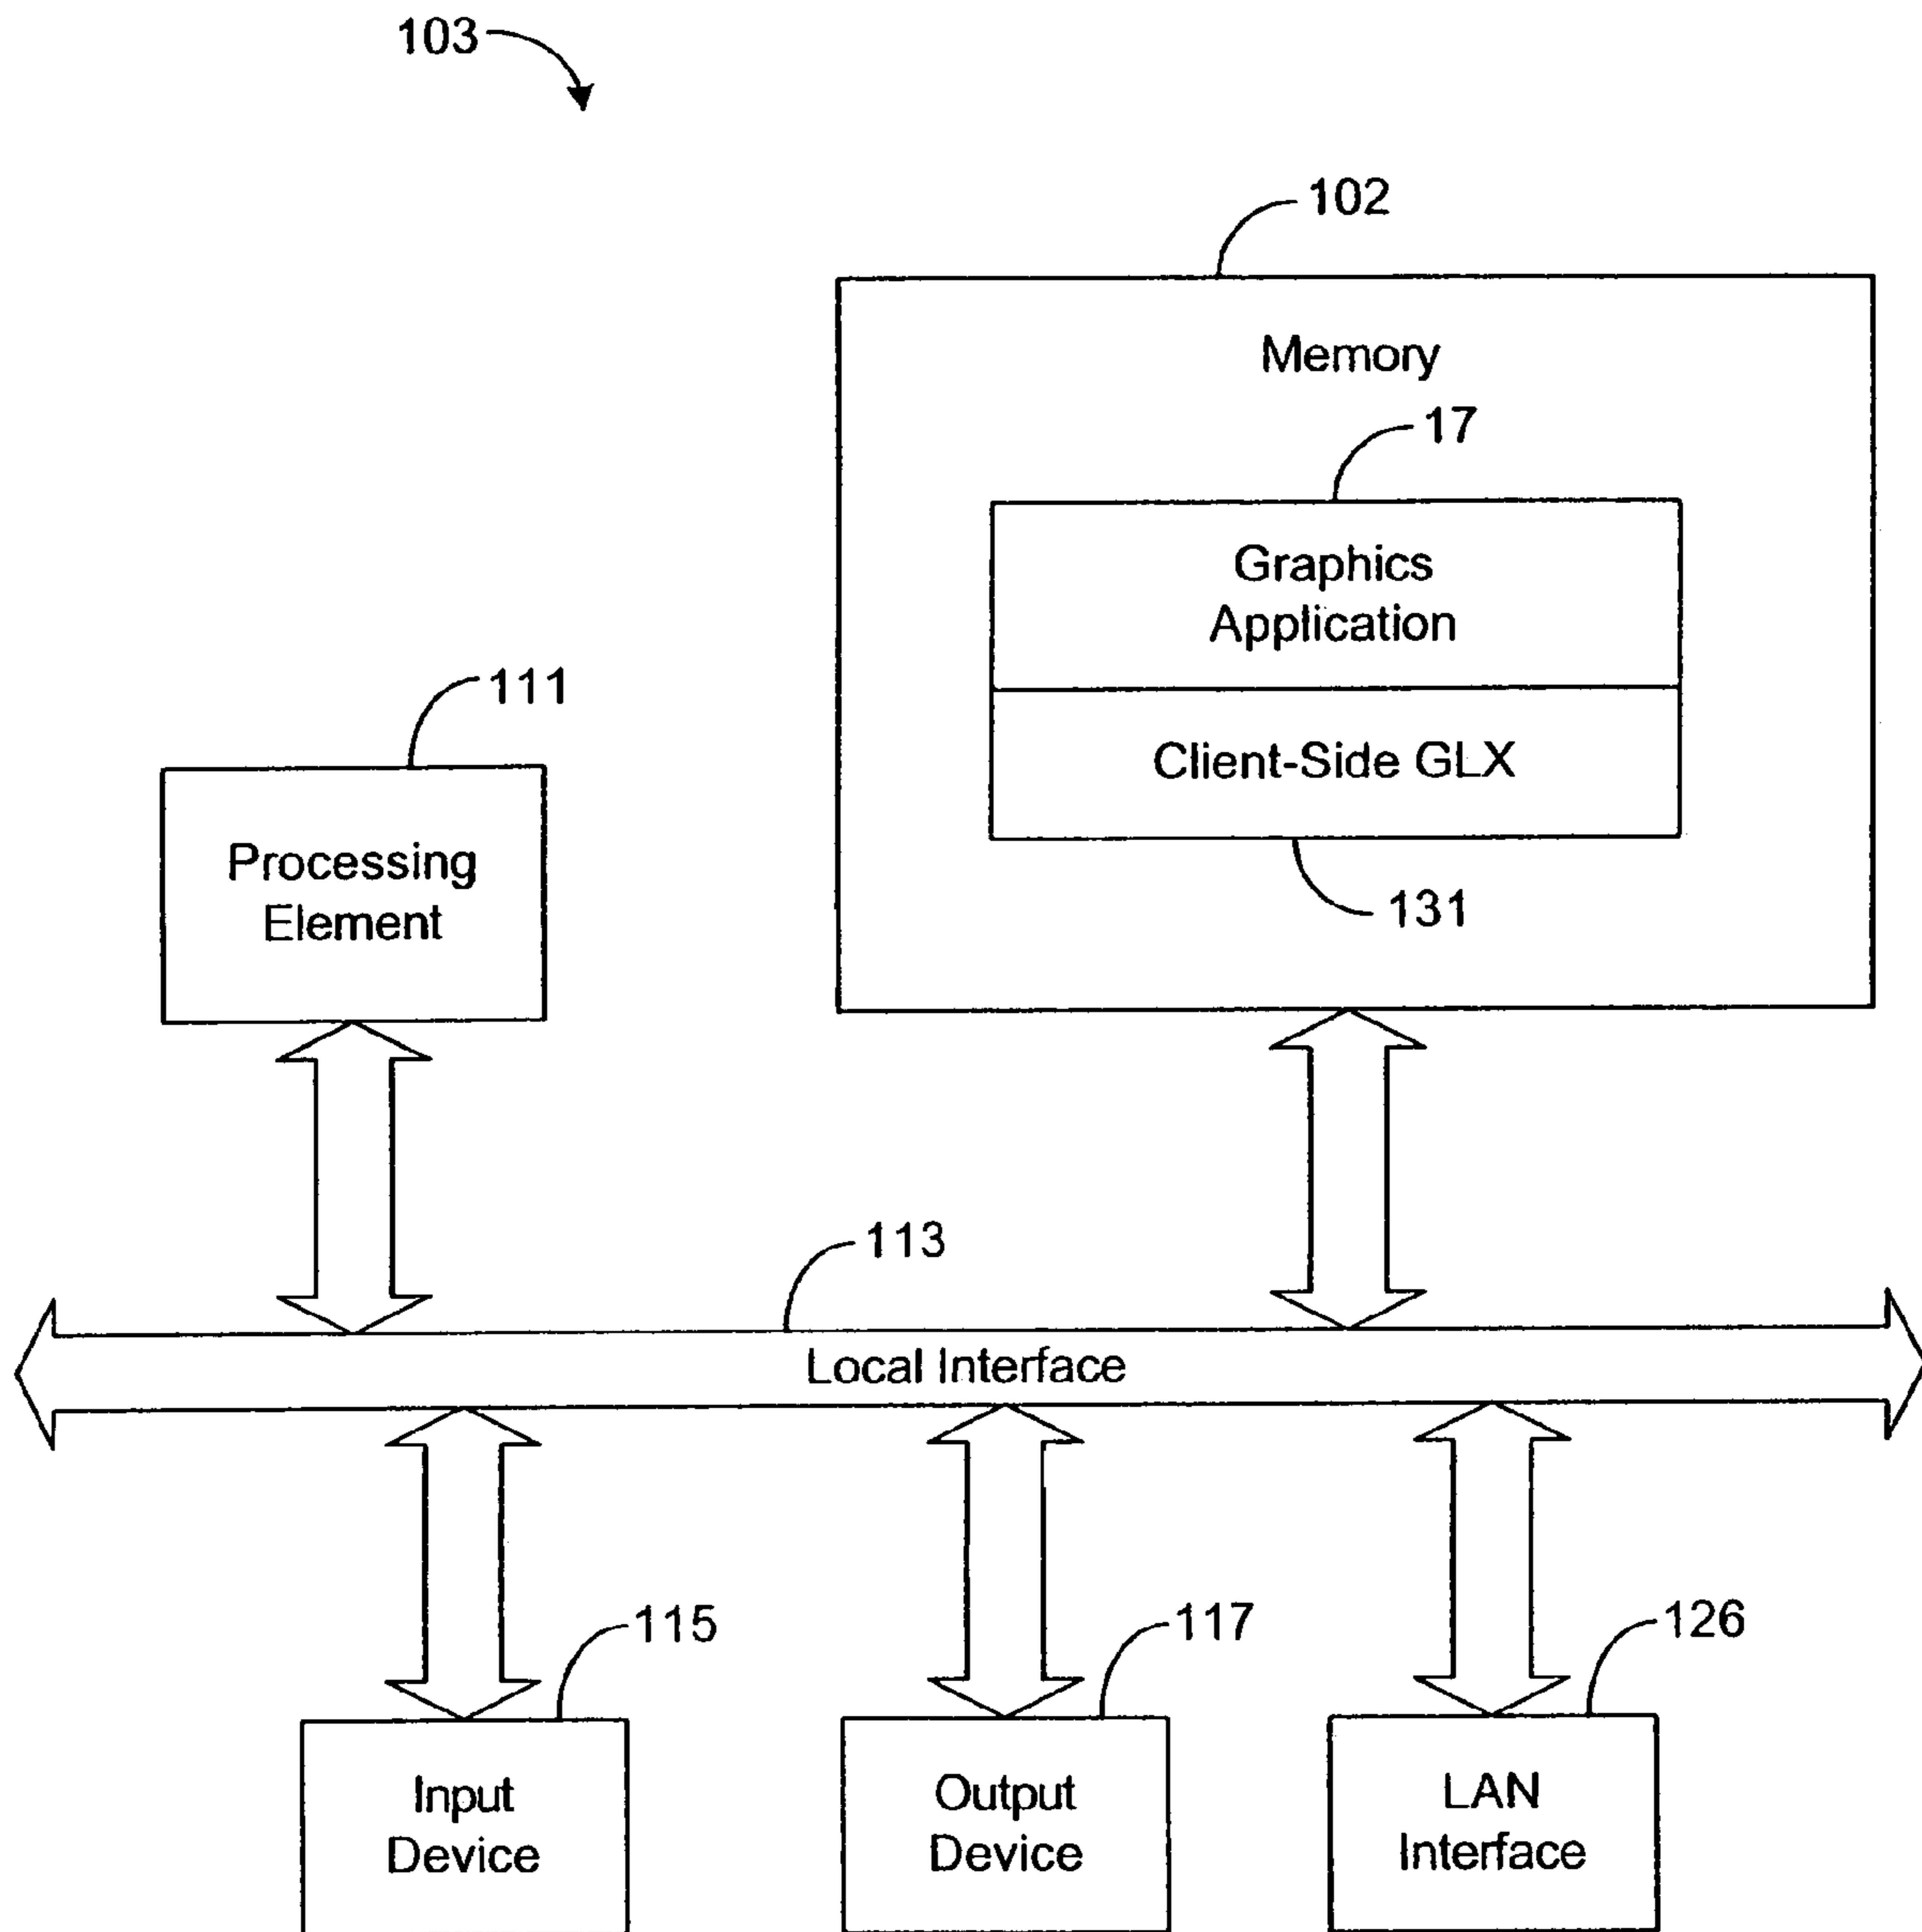 103
102
Memory
17
Graphics
Application
Client-Side GLX
131
111
Processing
Element
113
Local Interface
115
117
126
Input
Device
Output
Device
LAN
Interface